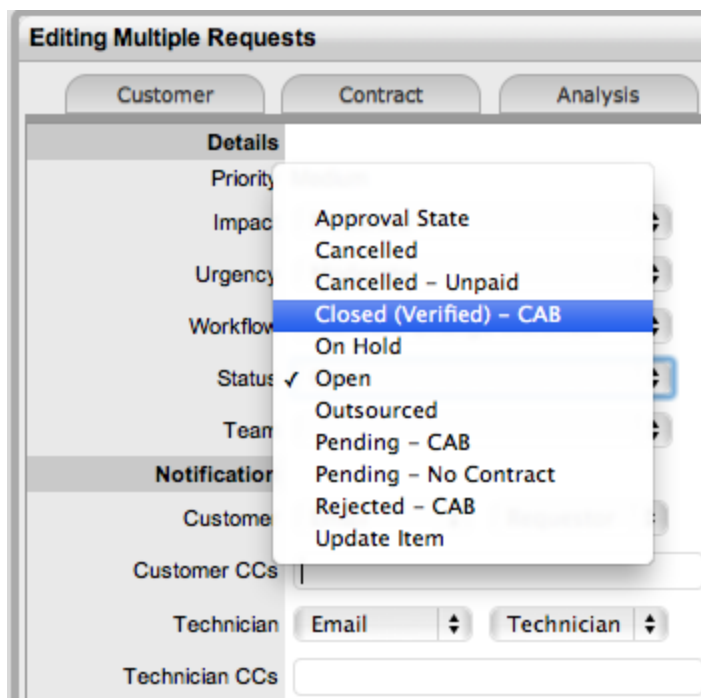 Editing Multiple Requests
Customer Contract Analysis
Details
Priority
Impact
Approval State
Cancelled
Urgency
Cancelled – Unpaid
Closed (Verified) – CAB
Workflow
On Hold
Status ✓ Open
Outsourced
Team
Pending – CAB
Notification
Pending – No Contract
Rejected – CAB
Customer
Update Item
Customer CCs
Technician Email Technician
Technician CCs